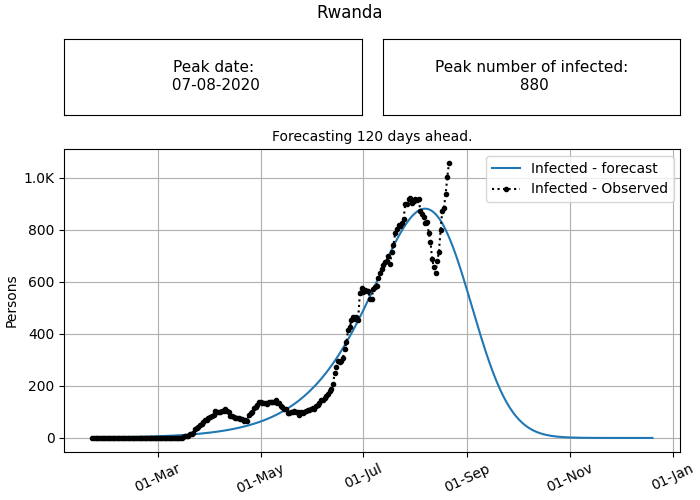 Rwanda
Peak date:
07-08-2020
Peak number of infected:
880
Forecasting 120 days ahead.
Infected - forecast
Infected - Observed
1.0K
800
600
400
200
0
Persons
01-Mar
01-May
01-Jul
01-Sep
01-Nov
01-Jan